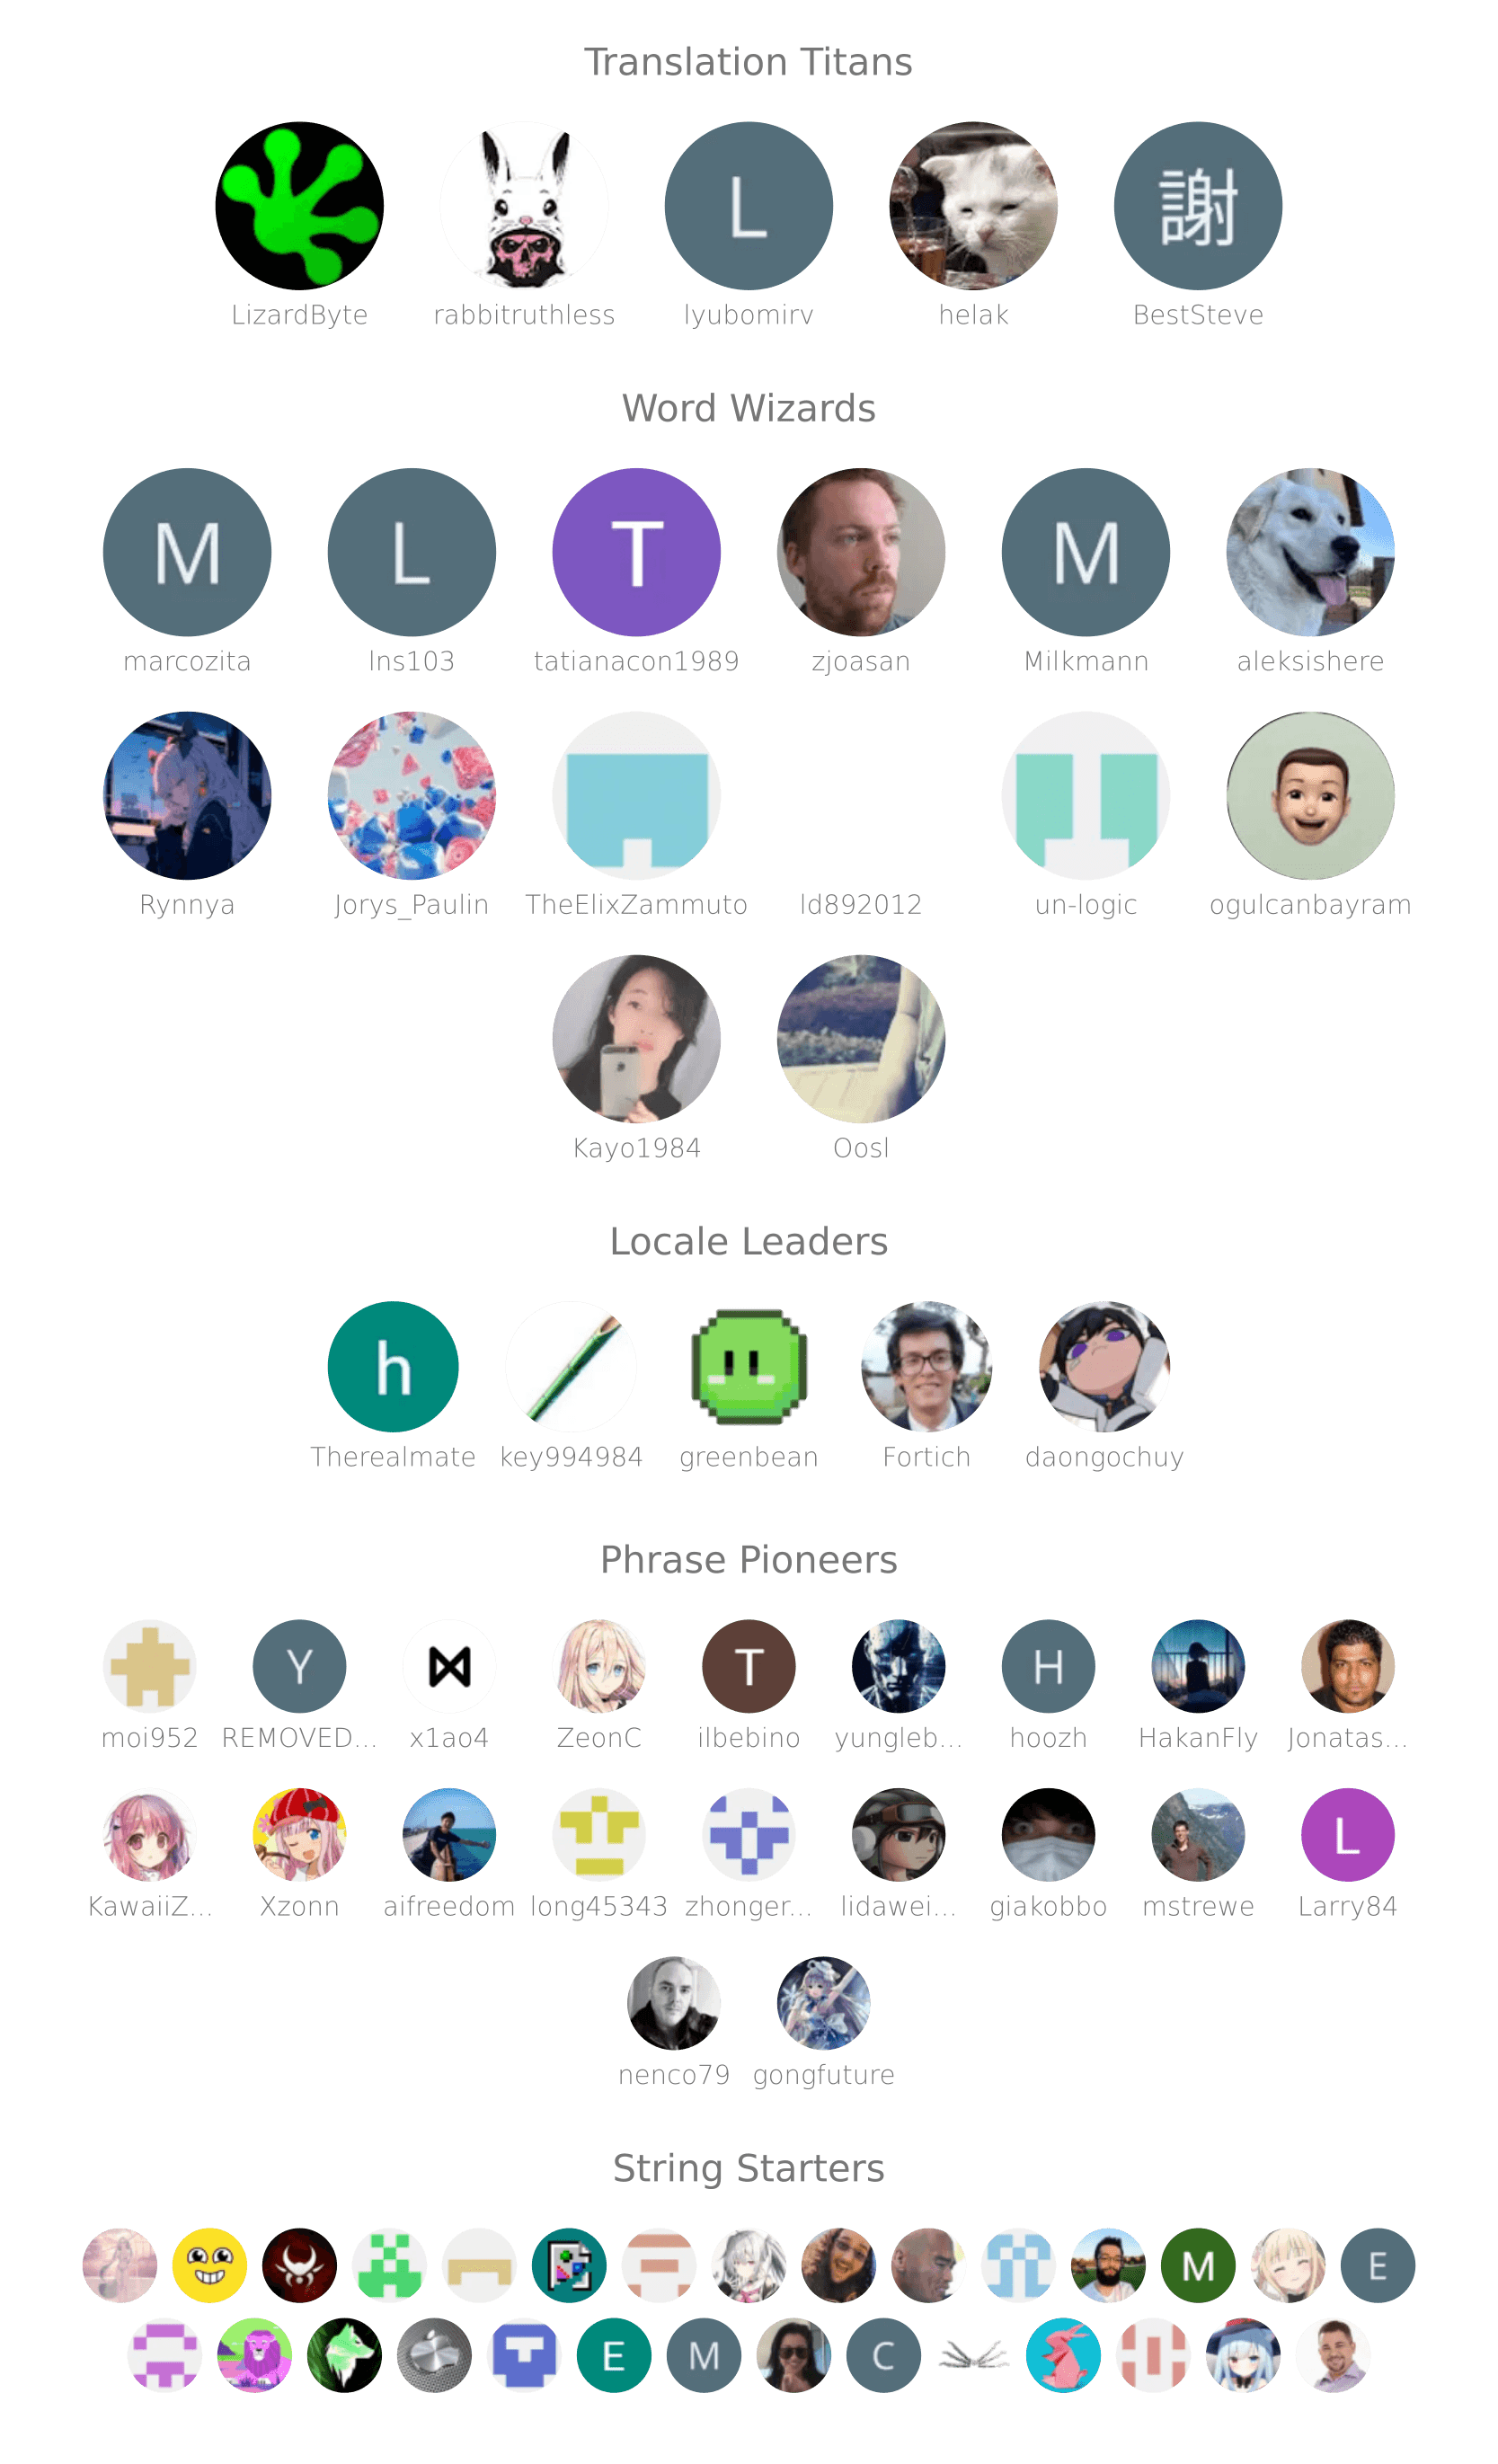 Translation Titans
L 謝
LizardByte rabbitruthless lyubomirv helak BestSteve
Word Wizards
M L T M
marcozita lns103 tatianacon1989 zjoasan Milkmann aleksishere
Rynnya Jorys_Paulin TheElixZammuto ld892012 un-logic ogulcanbayram
Kayo1984 Oosl
Locale Leaders
h
Therealmate key994984 greenbean Fortich daongochuy
Phrase Pioneers
Y T H
moi952 REMOVED... x1ao4 ZeonC ilbebino yungleb... hoozh HakanFly Jonatas...
L
KawaiiZ... Xzonn aifreedom long45343 zhonger... lidawei... giakobbo mstrewe Larry84
nenco79 gongfuture
String Starters
M E
E M C